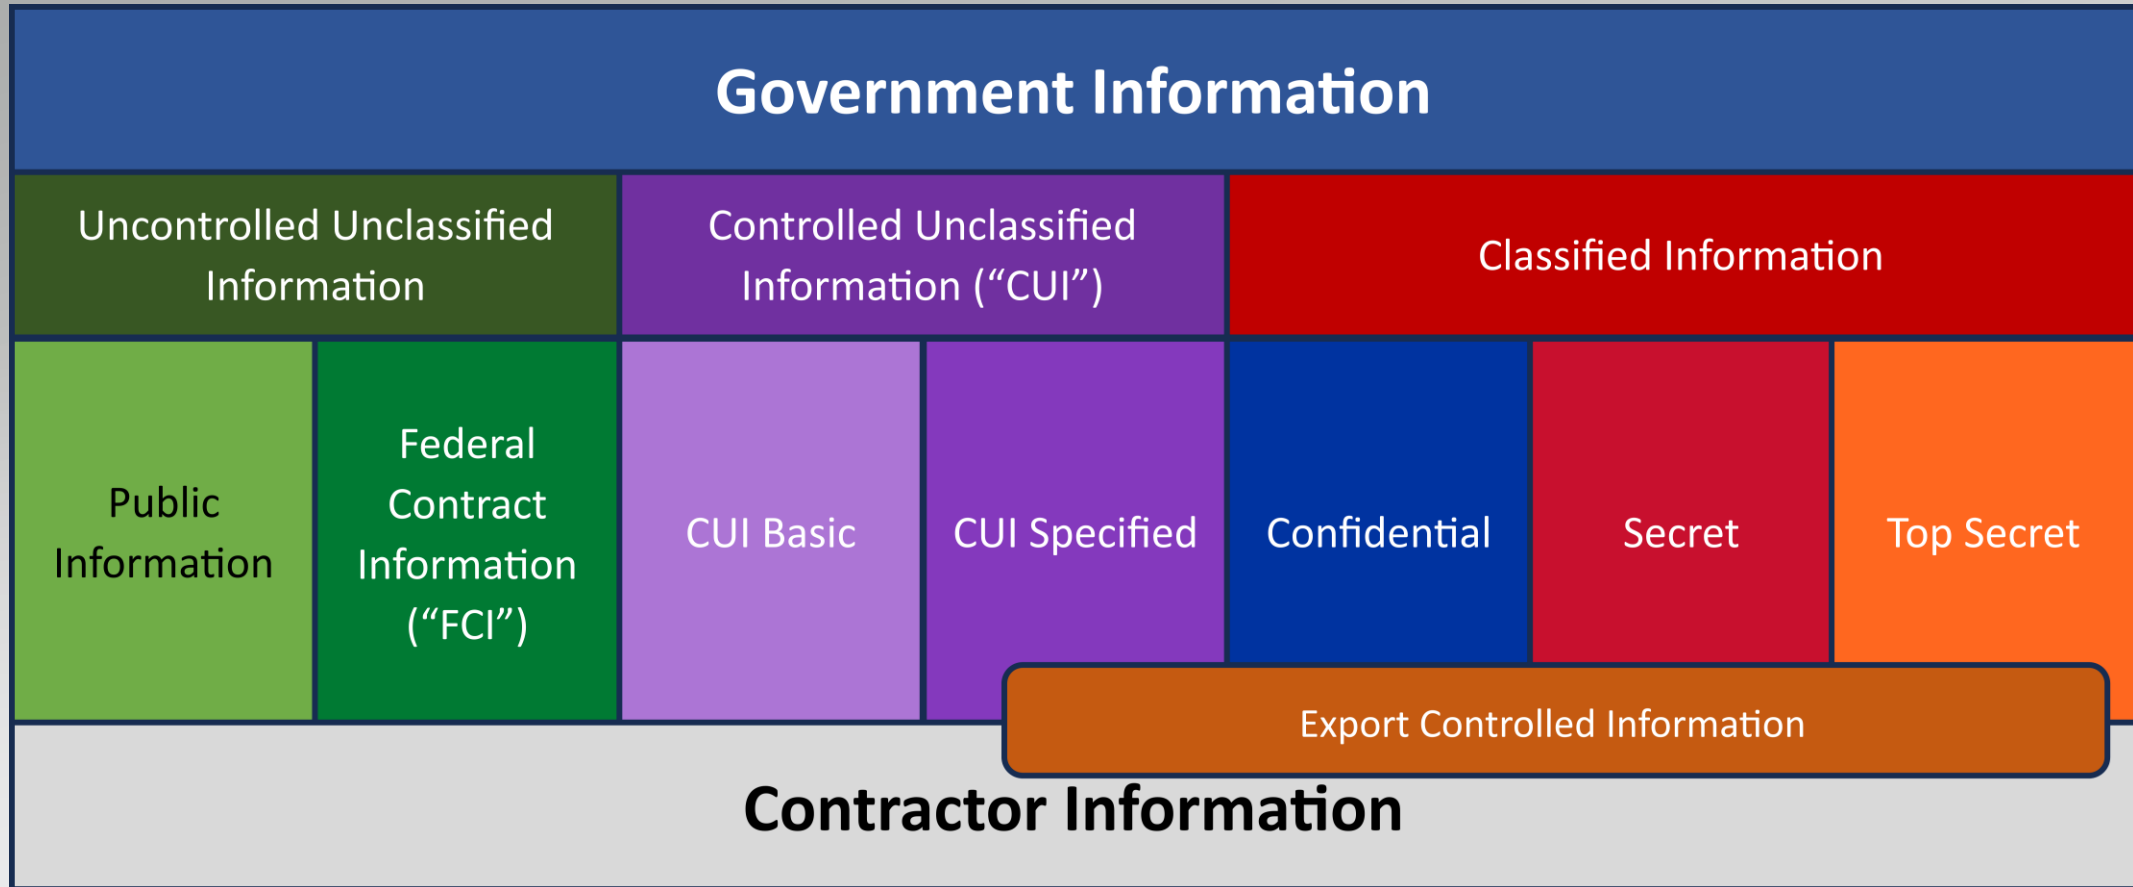 Government Information
Uncontrolled Unclassified
Information
Controlled Unclassified
Information (“CUI”)
Classified Information
Public
Information
Federal
Contract
Information
(“FCI”)
CUI Basic
CUI Specified
Confidential
Secret
Top Secret
Export Controlled Information
Contractor Information